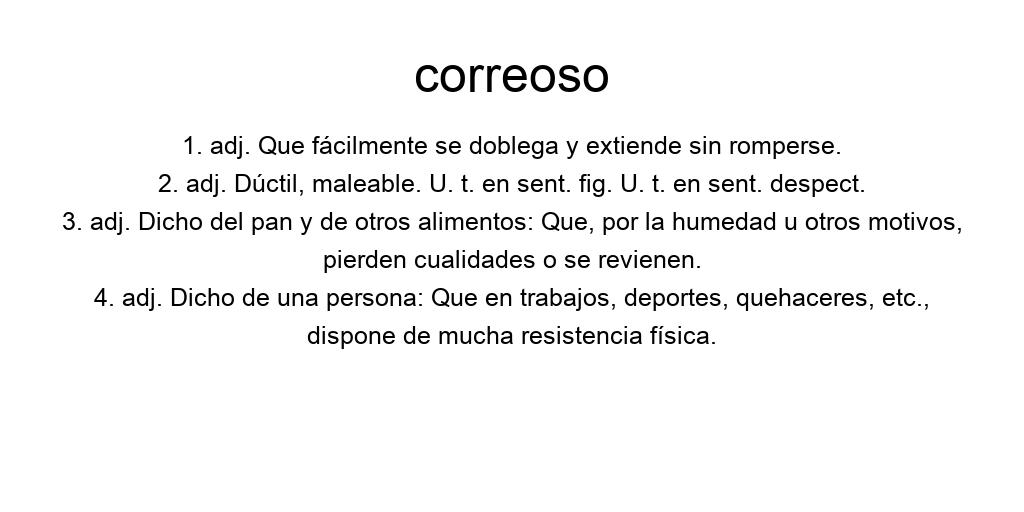 correoso
1. adj. Que fácilmente se doblega y extiende sin romperse.
2. adj. Dúctil, maleable. U. t. en sent. fig. U. t. en sent. despect.
3. adj. Dicho del pan y de otros alimentos: Que, por la humedad u otros motivos,
pierden cualidades o se revienen.
4. adj. Dicho de una persona: Que en trabajos, deportes, quehaceres, etc.,
dispone de mucha resistencia física.